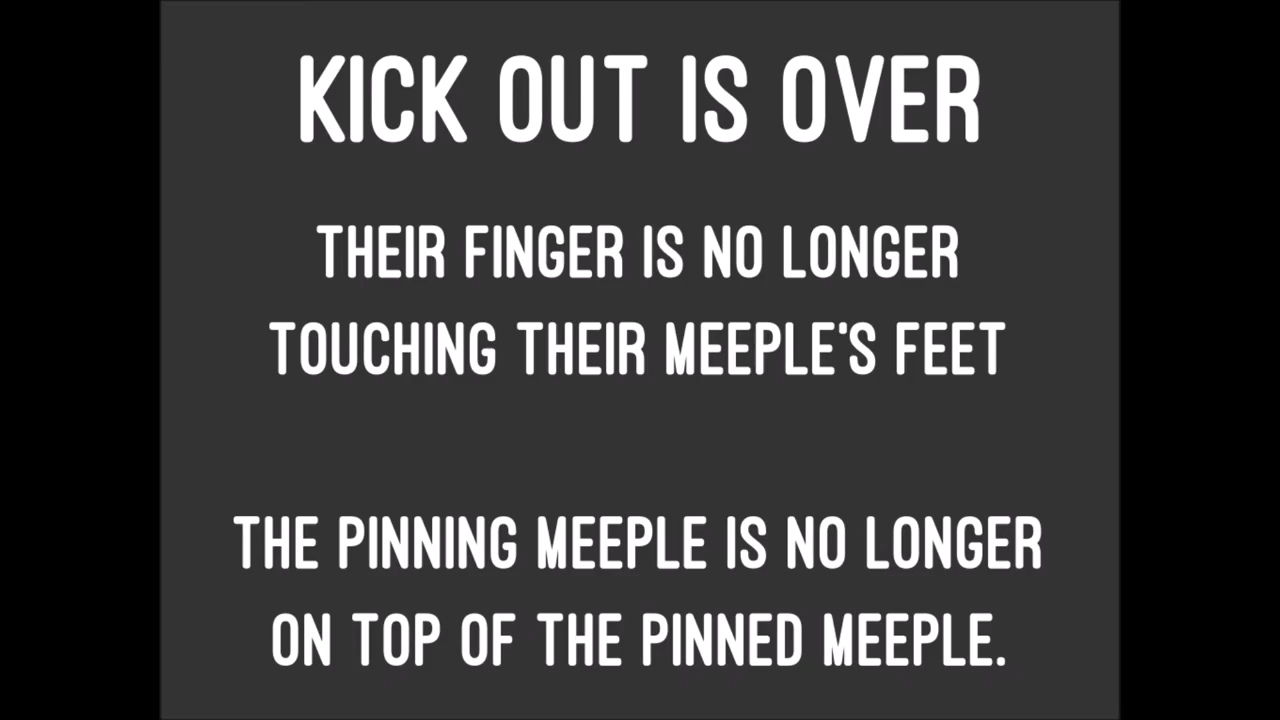 KICK OUT IS OVER
THEIR FINGER IS NO LONGER
TOUCHING THEIR MEEPLE'S FEET
THE PINNING MEEPLE IS NO LONGER
ON TOP OF THE PINNED MEEPLE.